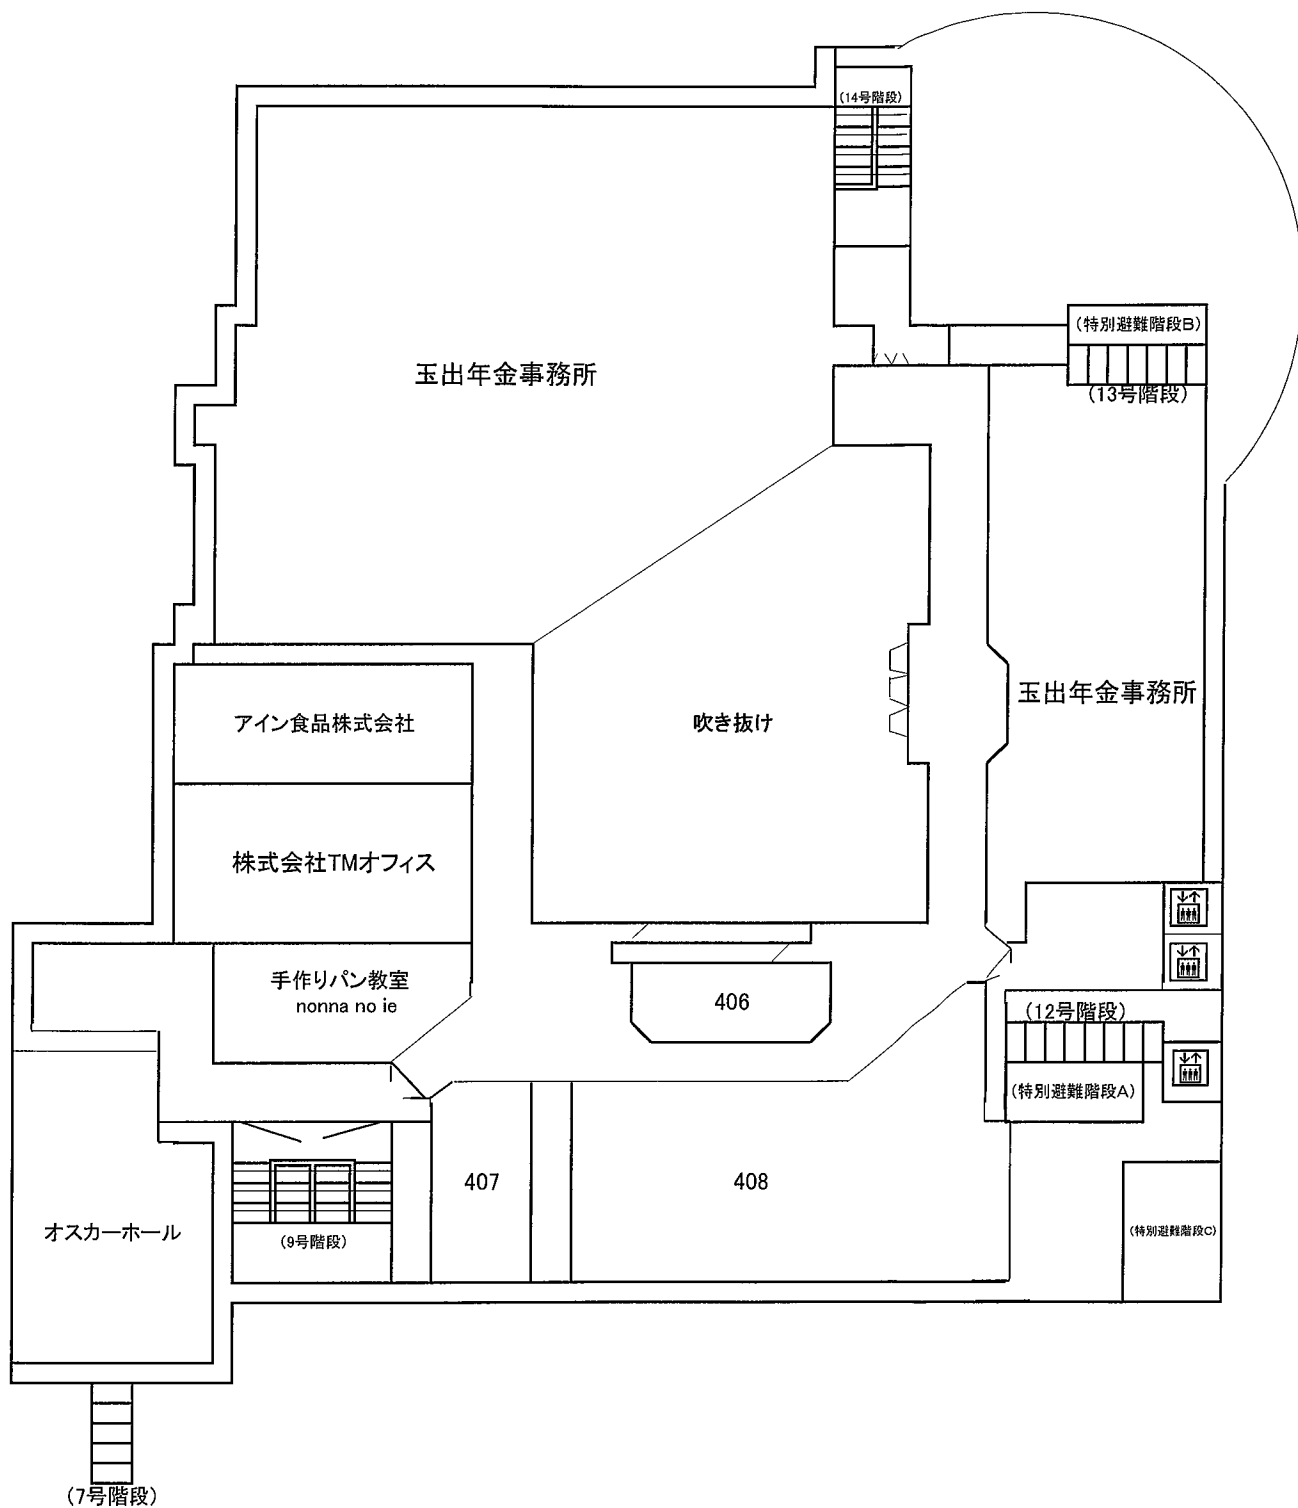 (14号階段)
(特別避難階段B)
(13号階段)
玉出年金事務所
玉出年金事務所
アイン食品株式会社
吹き抜け
株式会社TMオフィス
手作りパン教室
nonna no ie
406
(12号階段)
(特別避難階段A)
407
408
オスカーホール
(9号階段)
(特別避難階段C)
(7号階段)